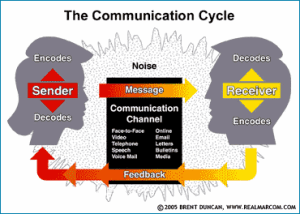 The Communication Cycle
Encodes
Decodes
Noise
Sender
Message
Receiver
Communication
Channel
Decodes
Encodes
Face-to-Face Online
Video Email
Telephone Letters
Speech Bulletins
Voice Mail Media
Feedback
©2005 BRENT DUNCAN, WWW.REALMARCOM.COM